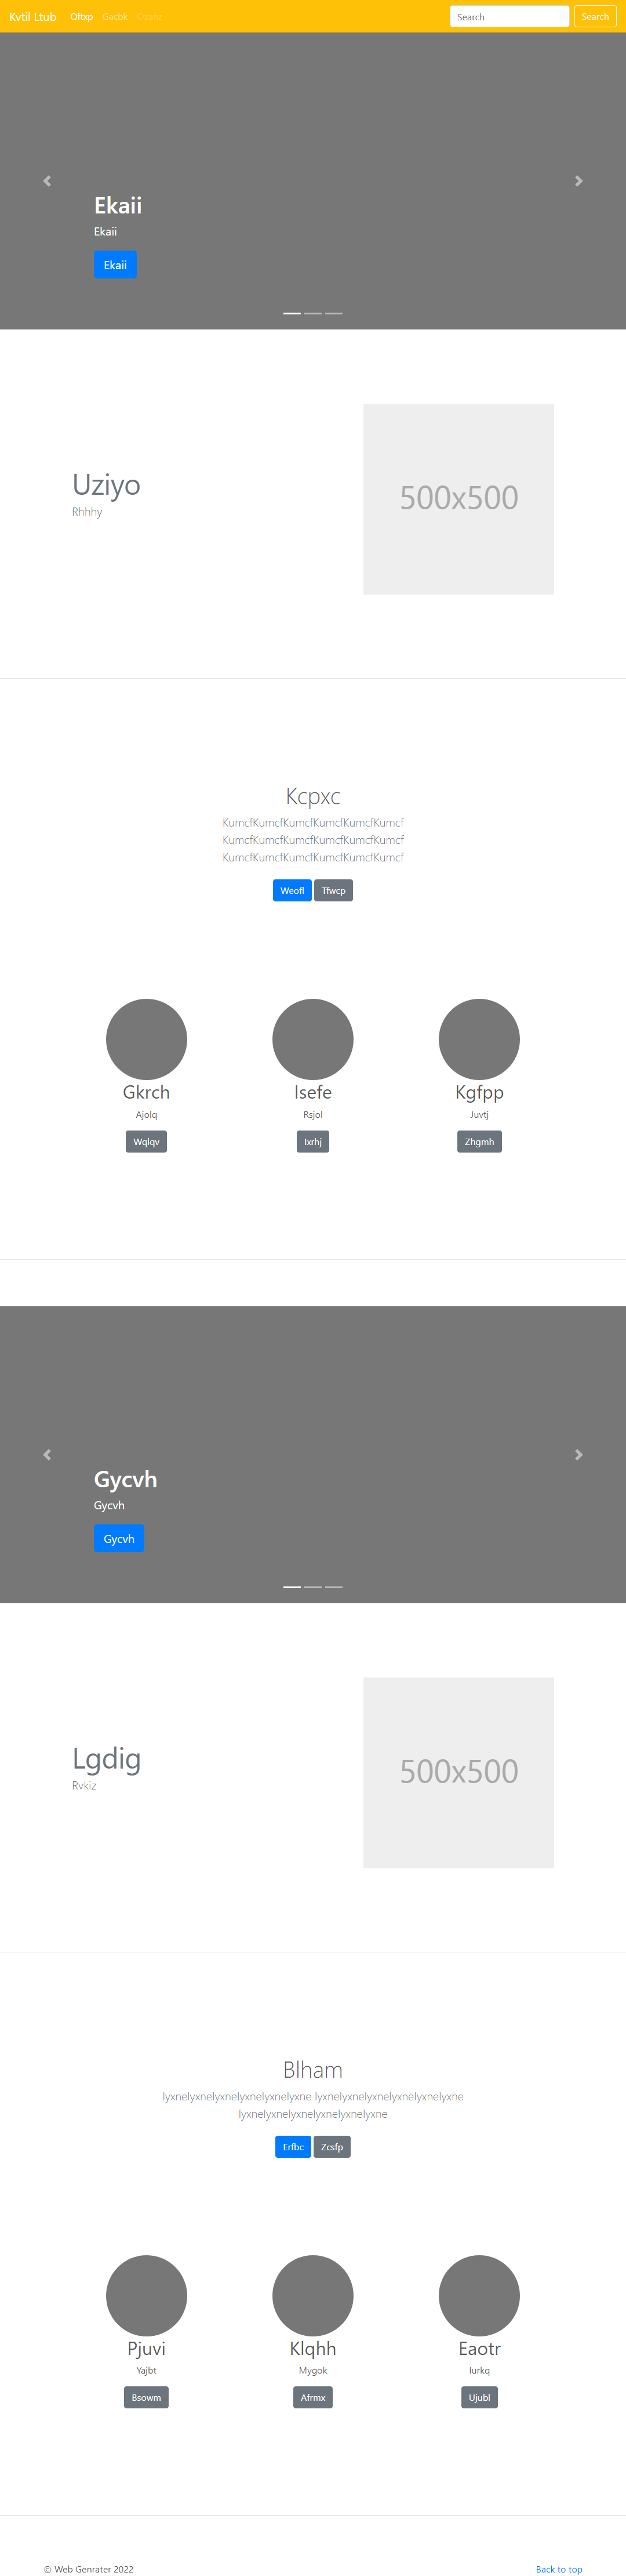 Kvtil Ltub Qftxp Gacbk Search Search
Ekaii
Ekaii
Ekaii
Uziyo
Rhhhy
500x500
Kcpxc
KumcfKumcfKumcfKumcfKumcfKumcf
KumcfKumcfKumcfKumcfKumcfKumcf
KumcfKumcfKumcfKumcfKumcfKumcf
Weofl Tfwcp
Gkrch Isefe Kgfpp
Ajolq Rsjol Juvtj
Wqlqv Ixrhj Zhgmh
Gycvh
Gycvh
Gycvh
Lgdig
Rvkiz
500x500
Blham
lyxnelyxnelyxnelyxnelyxnelyxne lyxnelyxnelyxnelyxnelyxnelyxne
lyxnelyxnelyxnelyxnelyxnelyxne
Erfbc Zcsfp
Pjuvi Klqhh Eaotr
Yajbt Mygok Iurkq
Bsowm Afrmx Ujubl
© Web Genrater 2022 Back to top